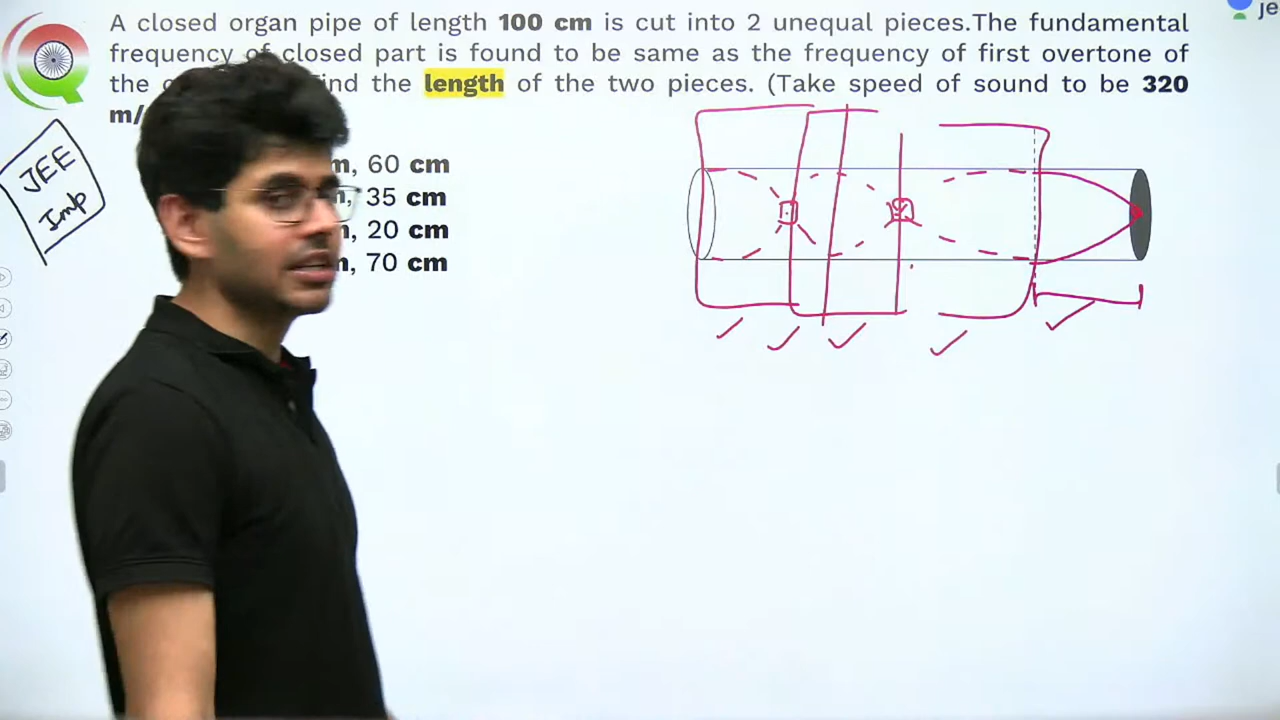 A closed organ pipe of length 100 cm is cut into 2 unequal pieces.The fundamental
frequency of closed part is found to be same as the frequency of first overtone of
the ind the length of the two pieces. (Take speed of sound to be 320
m/
m, 60 cm
m, 35 cm
m, 20 cm
m, 70 cm
JEE
Imp
je